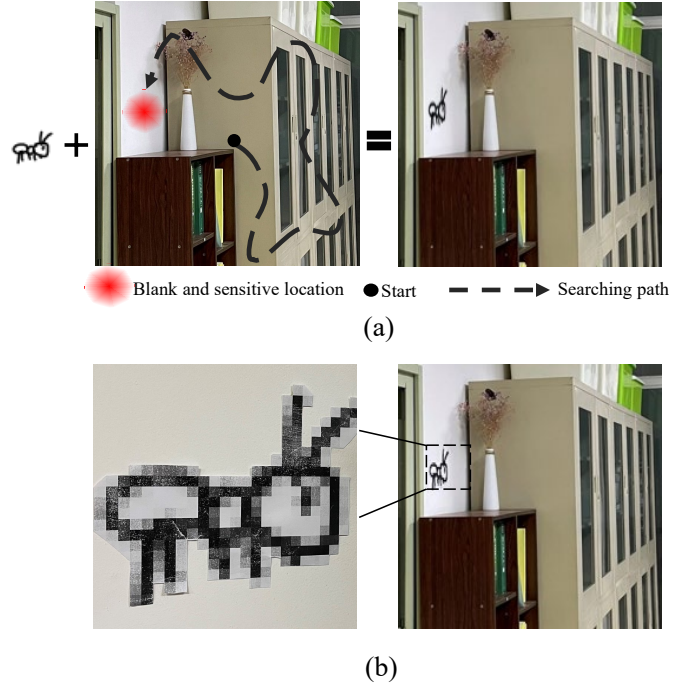 + =
Blank and sensitive location Start Searching path
(a)
(b)